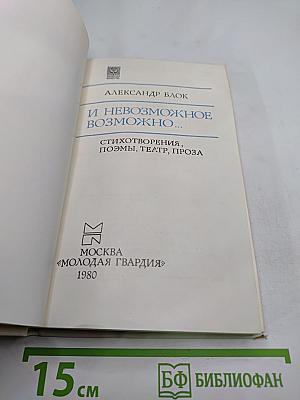 АЛЕКСАНДР БЛОК
И НЕВОЗМОЖНОЕ
ВОЗМОЖНО...
СТИХОТВОРЕНИЯ,
ПОЭМЫ, ТЕАТР, ПРОЗА
МОСКВА
«МОЛОДАЯ ГВАРДИЯ»
1980
15 см
БФ БИБЛИОФАН